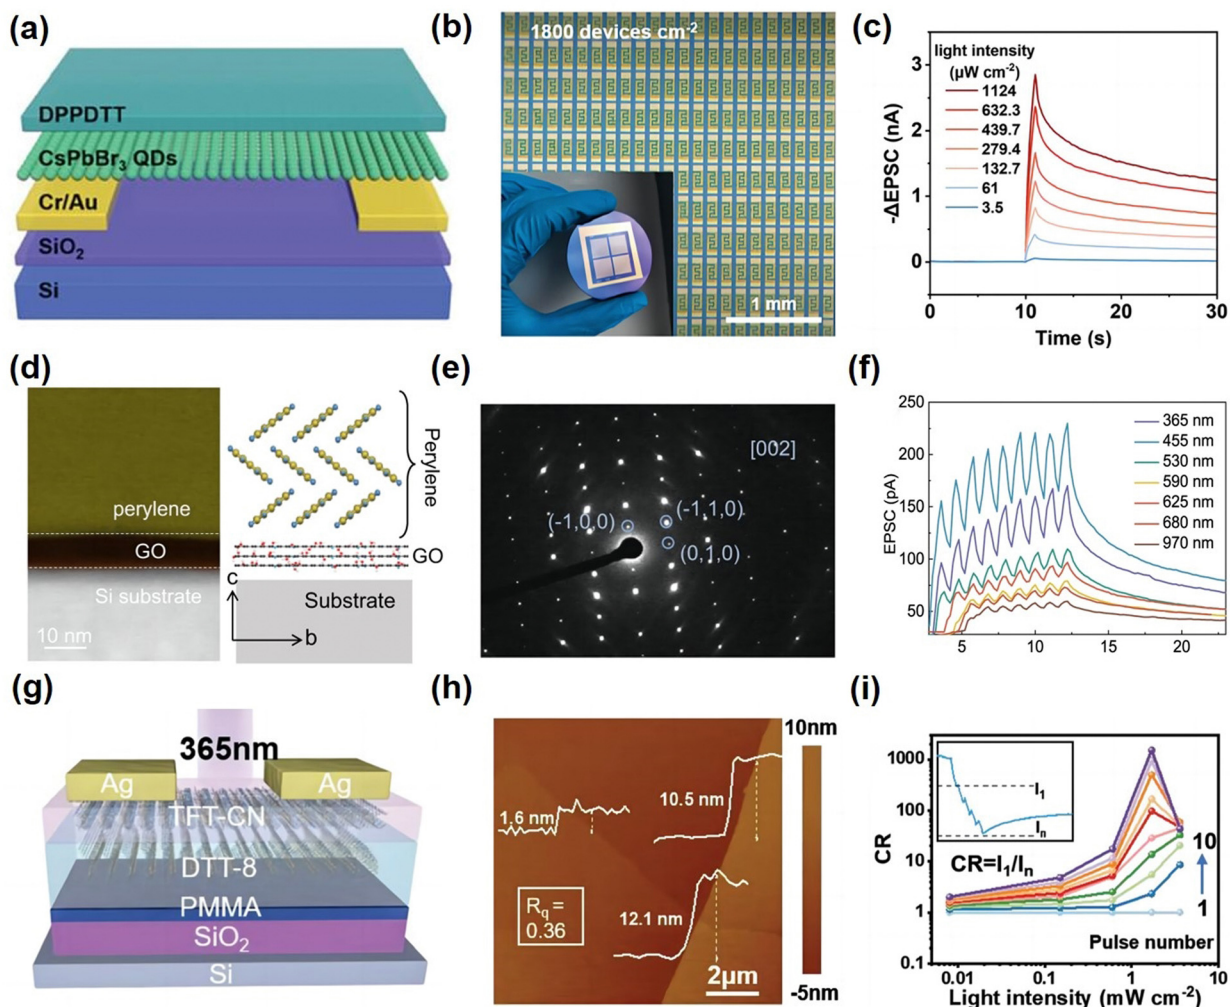 (a)
DPPDTT
CsPbBr3 QDs
Cr/Au
SiO2
Si
(b)
1800 devices cm-2
1 mm
(c)
light intensity
(μW cm-2)
1124
632.3
439.7
279.4
132.7
61
3.5
-ΔEPSC (nA)
3
2
1
0
0
10
20
30
Time (s)
(d)
perylene
GO
Si substrate
10 nm
Perylene
GO
Substrate
c
b
(e)
[002]
(-1,0,0)
(-1,1,0)
(0,1,0)
(f)
EPSC (pA)
250
200
150
100
50
5
10
15
20
365 nm
455 nm
530 nm
590 nm
625 nm
680 nm
970 nm
(g)
365nm
Ag
Ag
TFT-CN
DTT-8
PMMA
SiO2
Si
(h)
1.6 nm
10.5 nm
12.1 nm
Rq =
0.36
2μm
10nm
-5nm
(i)
CR
1000
100
10
1
0.1
I1
In
CR=I1/In
10
1
Pulse number
0.01
0.1
1
10
Light intensity (mW cm-2)